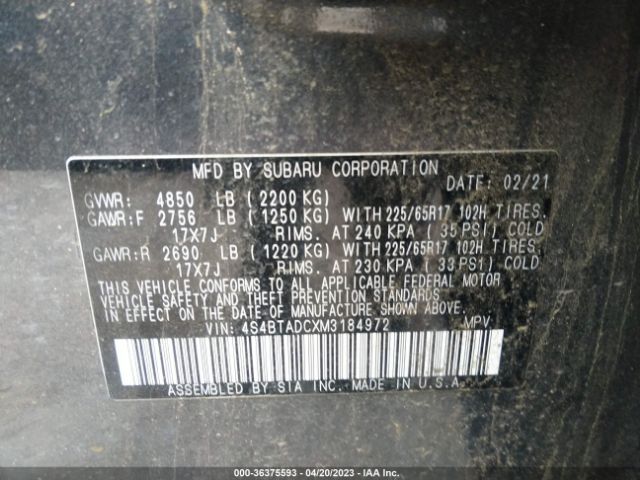 MFD BY SUBARU CORPORATION
DATE: 02/21
GVWR: 4850 LB (2200 KG)
GAWR:F 2756 LB (1250 KG) WITH 225/65R17 102H TIRES.
17X7J RIMS. AT 240 KPA (35 PSI) COLD
GAWR:R 2690 LB (1220 KG) WITH 225/65R17 102H TIRES.
17X7J RIMS. AT 230 KPA (33 PSI) COLD
THIS VEHICLE CONFORMS TO ALL APPLICABLE FEDERAL MOTOR
VEHICLE SAFETY AND THEFT PREVENTION STANDARDS
IN EFFECT ON THE DATE OF MANUFACTURE SHOWN ABOVE.
VIN: 4S4BTADCXM3184972 MPV
ASSEMBLED BY SIA INC. MADE IN U.S.A
000-36375593 - 04/20/2023 - IAA Inc.